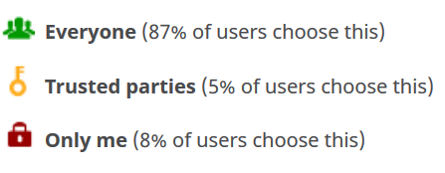 Everyone (87% of users choose this)
Trusted parties (5% of users choose this)
Only me (8% of users choose this)